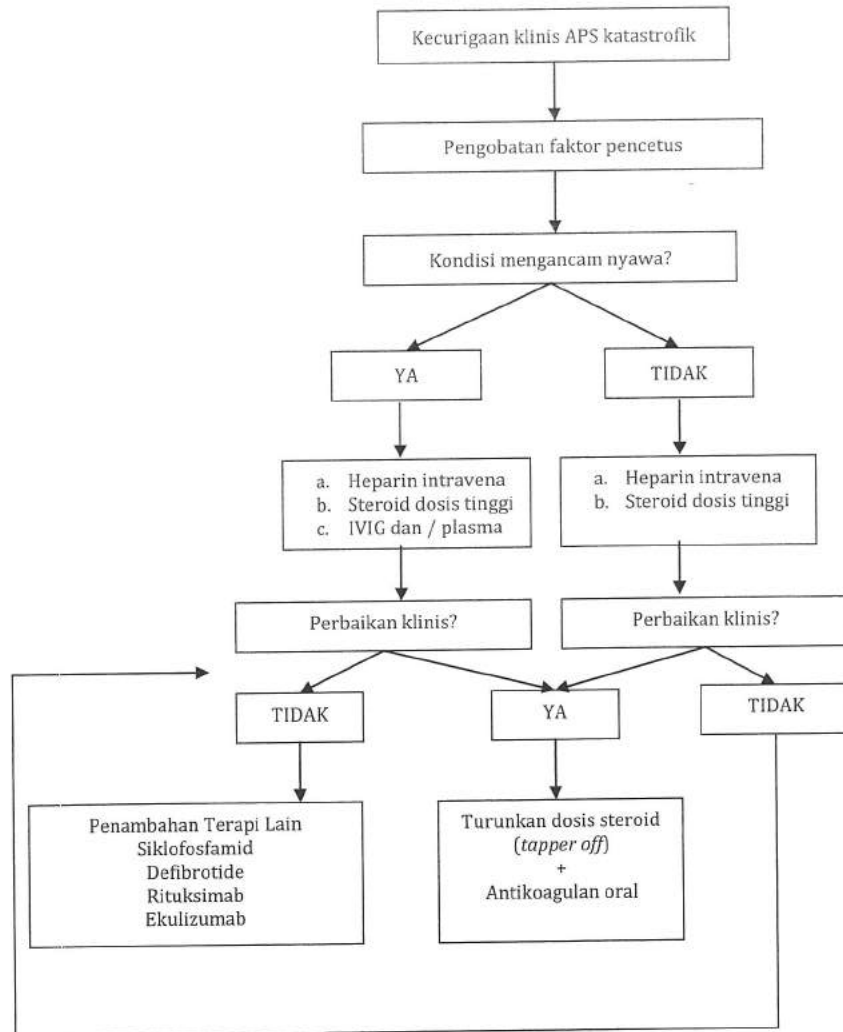 Kecurigaan klinis APS katastrofik
Pengobatan faktor pencetus
Kondisi mengancam nyawa?
YA
TIDAK
a. Heparin intravena
b. Steroid dosis tinggi
c. IVIG dan / plasma
a. Heparin intravena
b. Steroid dosis tinggi
Perbaikan klinis?
Perbaikan klinis?
TIDAK
YA
TIDAK
Penambahan Terapi Lain
Siklofosfamid
Defibrotide
Rituksimab
Ekulizumab
Turunkan dosis steroid
(tapper off)
+
Antikoagulan oral